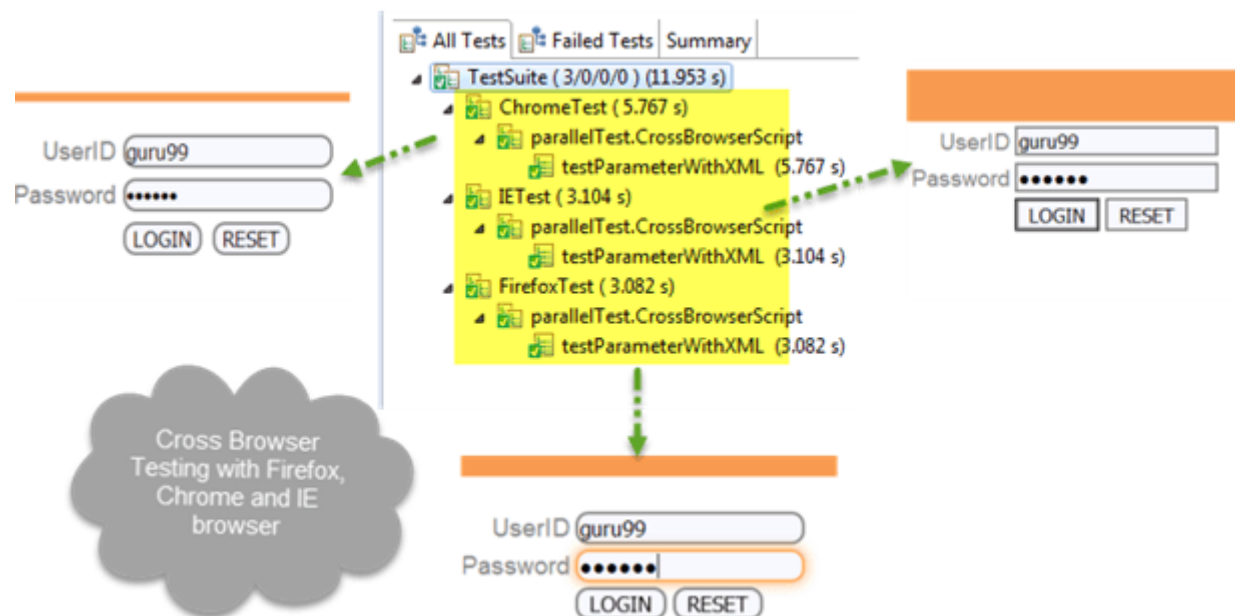 All Tests Failed Tests Summary
TestSuite ( 3/0/0/0 ) (11.953 s)
ChromeTest ( 5.767 s)
parallelTest.CrossBrowserScript
testParameterWithXML (5.767 s)
IETest ( 3.104 s)
parallelTest.CrossBrowserScript
testParameterWithXML (3.104 s)
FirefoxTest ( 3.082 s)
parallelTest.CrossBrowserScript
testParameterWithXML (3.082 s)
UserID guru99
Password ••••••
LOGIN RESET
UserID guru99
Password ••••••
LOGIN RESET
Cross Browser
Testing with Firefox,
Chrome and IE
browser
UserID guru99
Password ••••••
LOGIN RESET